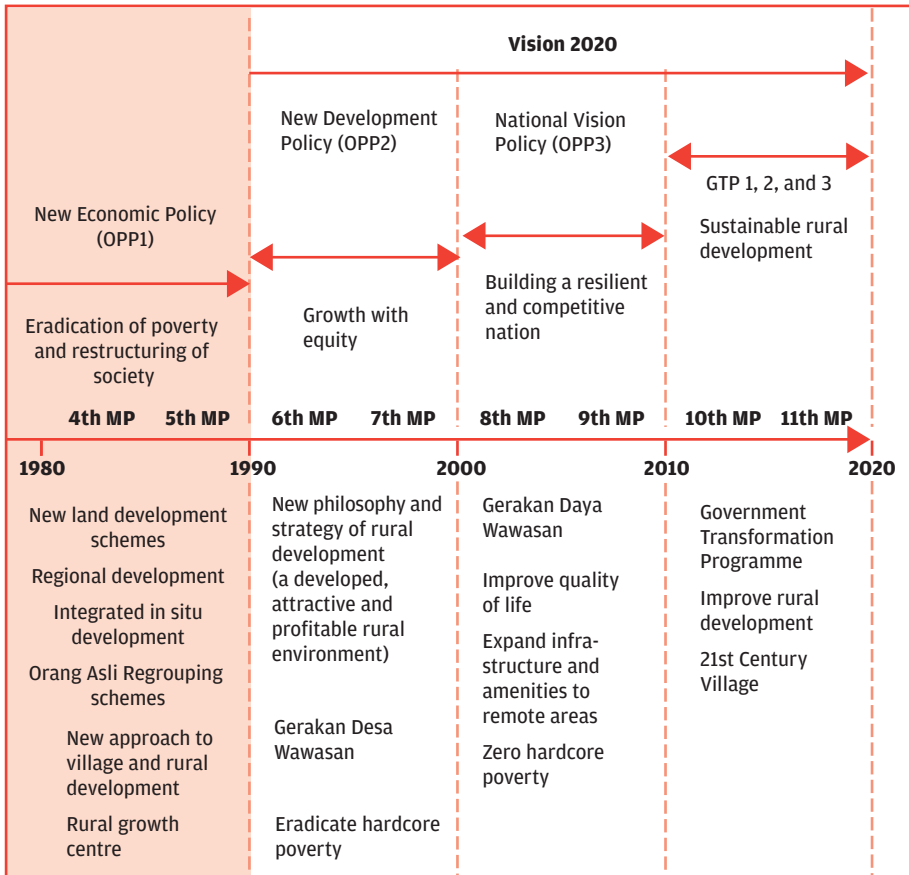 Vision 2020
New Economic Policy
(OPP1)
Eradication of poverty
and restructuring of
society
New Development
Policy (OPP2)
Growth with
equity
National Vision
Policy (OPP3)
Building a resilient
and competitive
nation
GTP 1, 2, and 3
Sustainable rural
development
4th MP 5th MP 6th MP 7th MP 8th MP 9th MP 10th MP 11th MP
1980 1990 2000 2010 2020
New land development
schemes
Regional development
Integrated in situ
development
Orang Asli Regrouping
schemes
New approach to
village and rural
development
Rural growth
centre
New philosophy and
strategy of rural
development
(a developed,
attractive and
profitable rural
environment)
Gerakan Desa
Wawasan
Eradicate hardcore
poverty
Gerakan Daya
Wawasan
Improve quality
of life
Expand infra-
structure and
amenities to
remote areas
Zero hardcore
poverty
Government
Transformation
Programme
Improve rural
development
21st Century
Village